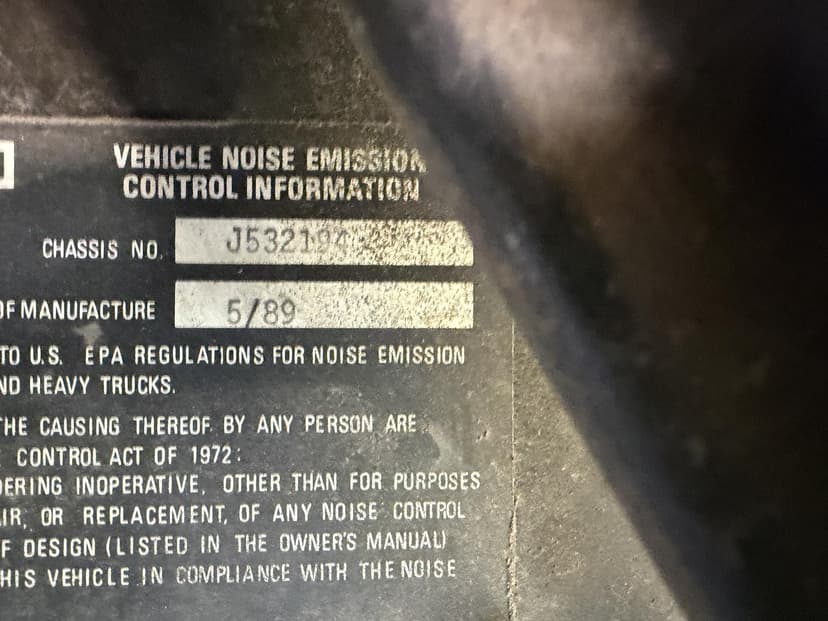 VEHICLE NOISE EMISSION
CONTROL INFORMATION
CHASSIS NO. J532194
OF MANUFACTURE 5/89
TO U.S. EPA REGULATIONS FOR NOISE EMISSION
ND HEAVY TRUCKS.
THE CAUSING THEREOF BY ANY PERSON ARE
CONTROL ACT OF 1972:
DERING INOPERATIVE, OTHER THAN FOR PURPOSES
IR, OR REPLACEMENT, OF ANY NOISE CONTROL
F DESIGN (LISTED IN THE OWNER'S MANUAL)
HIS VEHICLE IN COMPLIANCE WITH THE NOISE